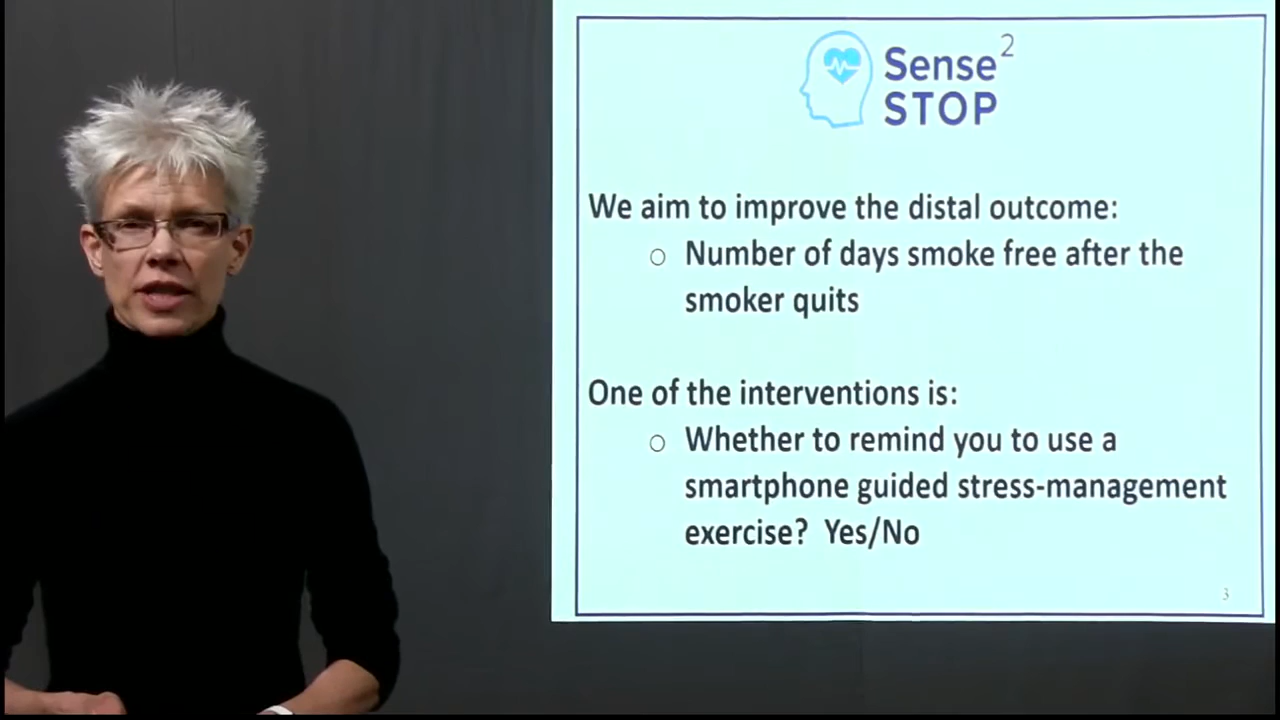 Sense²
STOP
We aim to improve the distal outcome:
○ Number of days smoke free after the
smoker quits
One of the interventions is:
○ Whether to remind you to use a
smartphone guided stress-management
exercise? Yes/No
3